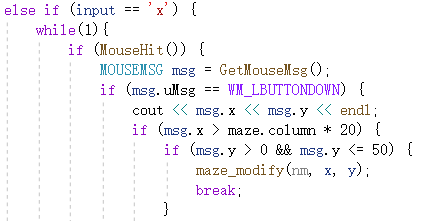 else if (input == 'x') {
while(1){
if (MouseHit()) {
MOUSEMSG msg = GetMouseMsg();
if (msg.uMsg == WM_LBUTTONDOWN) {
cout << msg.x << msg.y << endl;
if (msg.x > maze.column * 20) {
if (msg.y > 0 && msg.y <= 50) {
maze_modify(nm, x, y);
break;
}